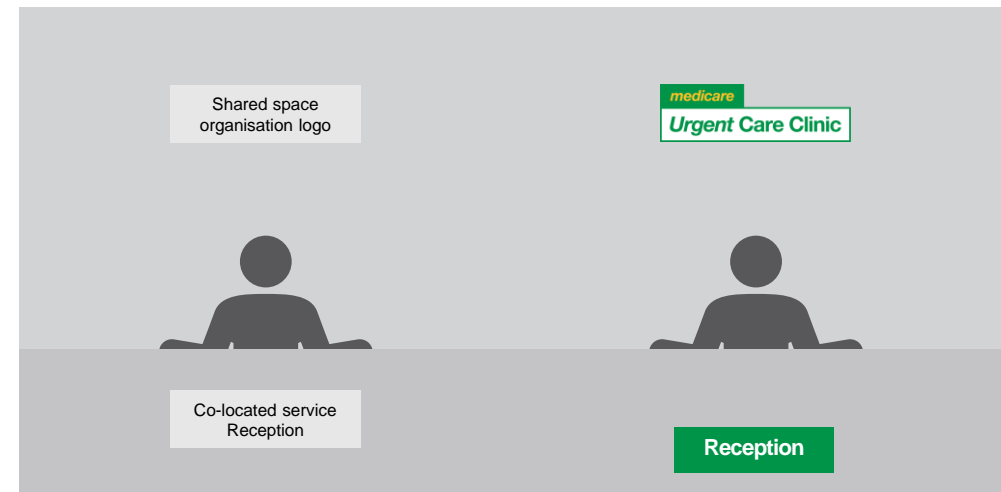 Shared space
organisation logo
medicare
Urgent Care Clinic
Co-located service
Reception
Reception